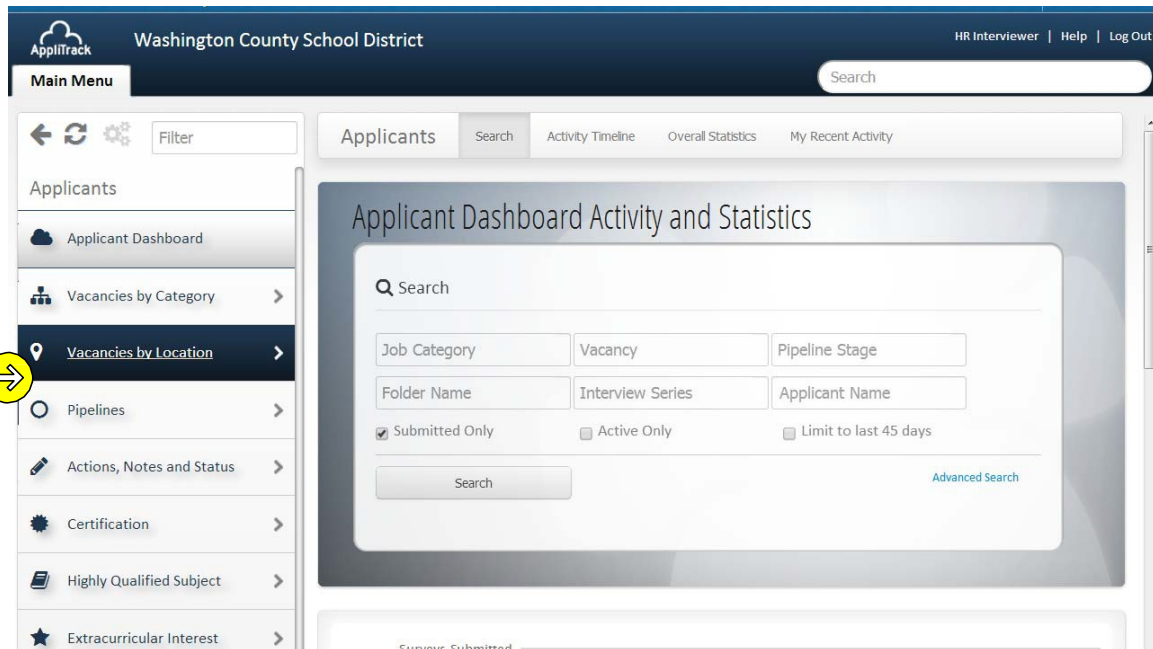 AppliTrack
Washington County School District
HR Interviewer | Help | Log Out
Main Menu
Search
Filter
Applicants
Applicant Dashboard
Vacancies by Category
Vacancies by Location
Pipelines
Actions, Notes and Status
Certification
Highly Qualified Subject
Extracurricular Interest
Applicants Search Activity Timeline Overall Statistics My Recent Activity
Applicant Dashboard Activity and Statistics
Search
Job Category Vacancy Pipeline Stage
Folder Name Interview Series Applicant Name
Submitted Only Active Only Limit to last 45 days
Search Advanced Search
Surveys Submitted